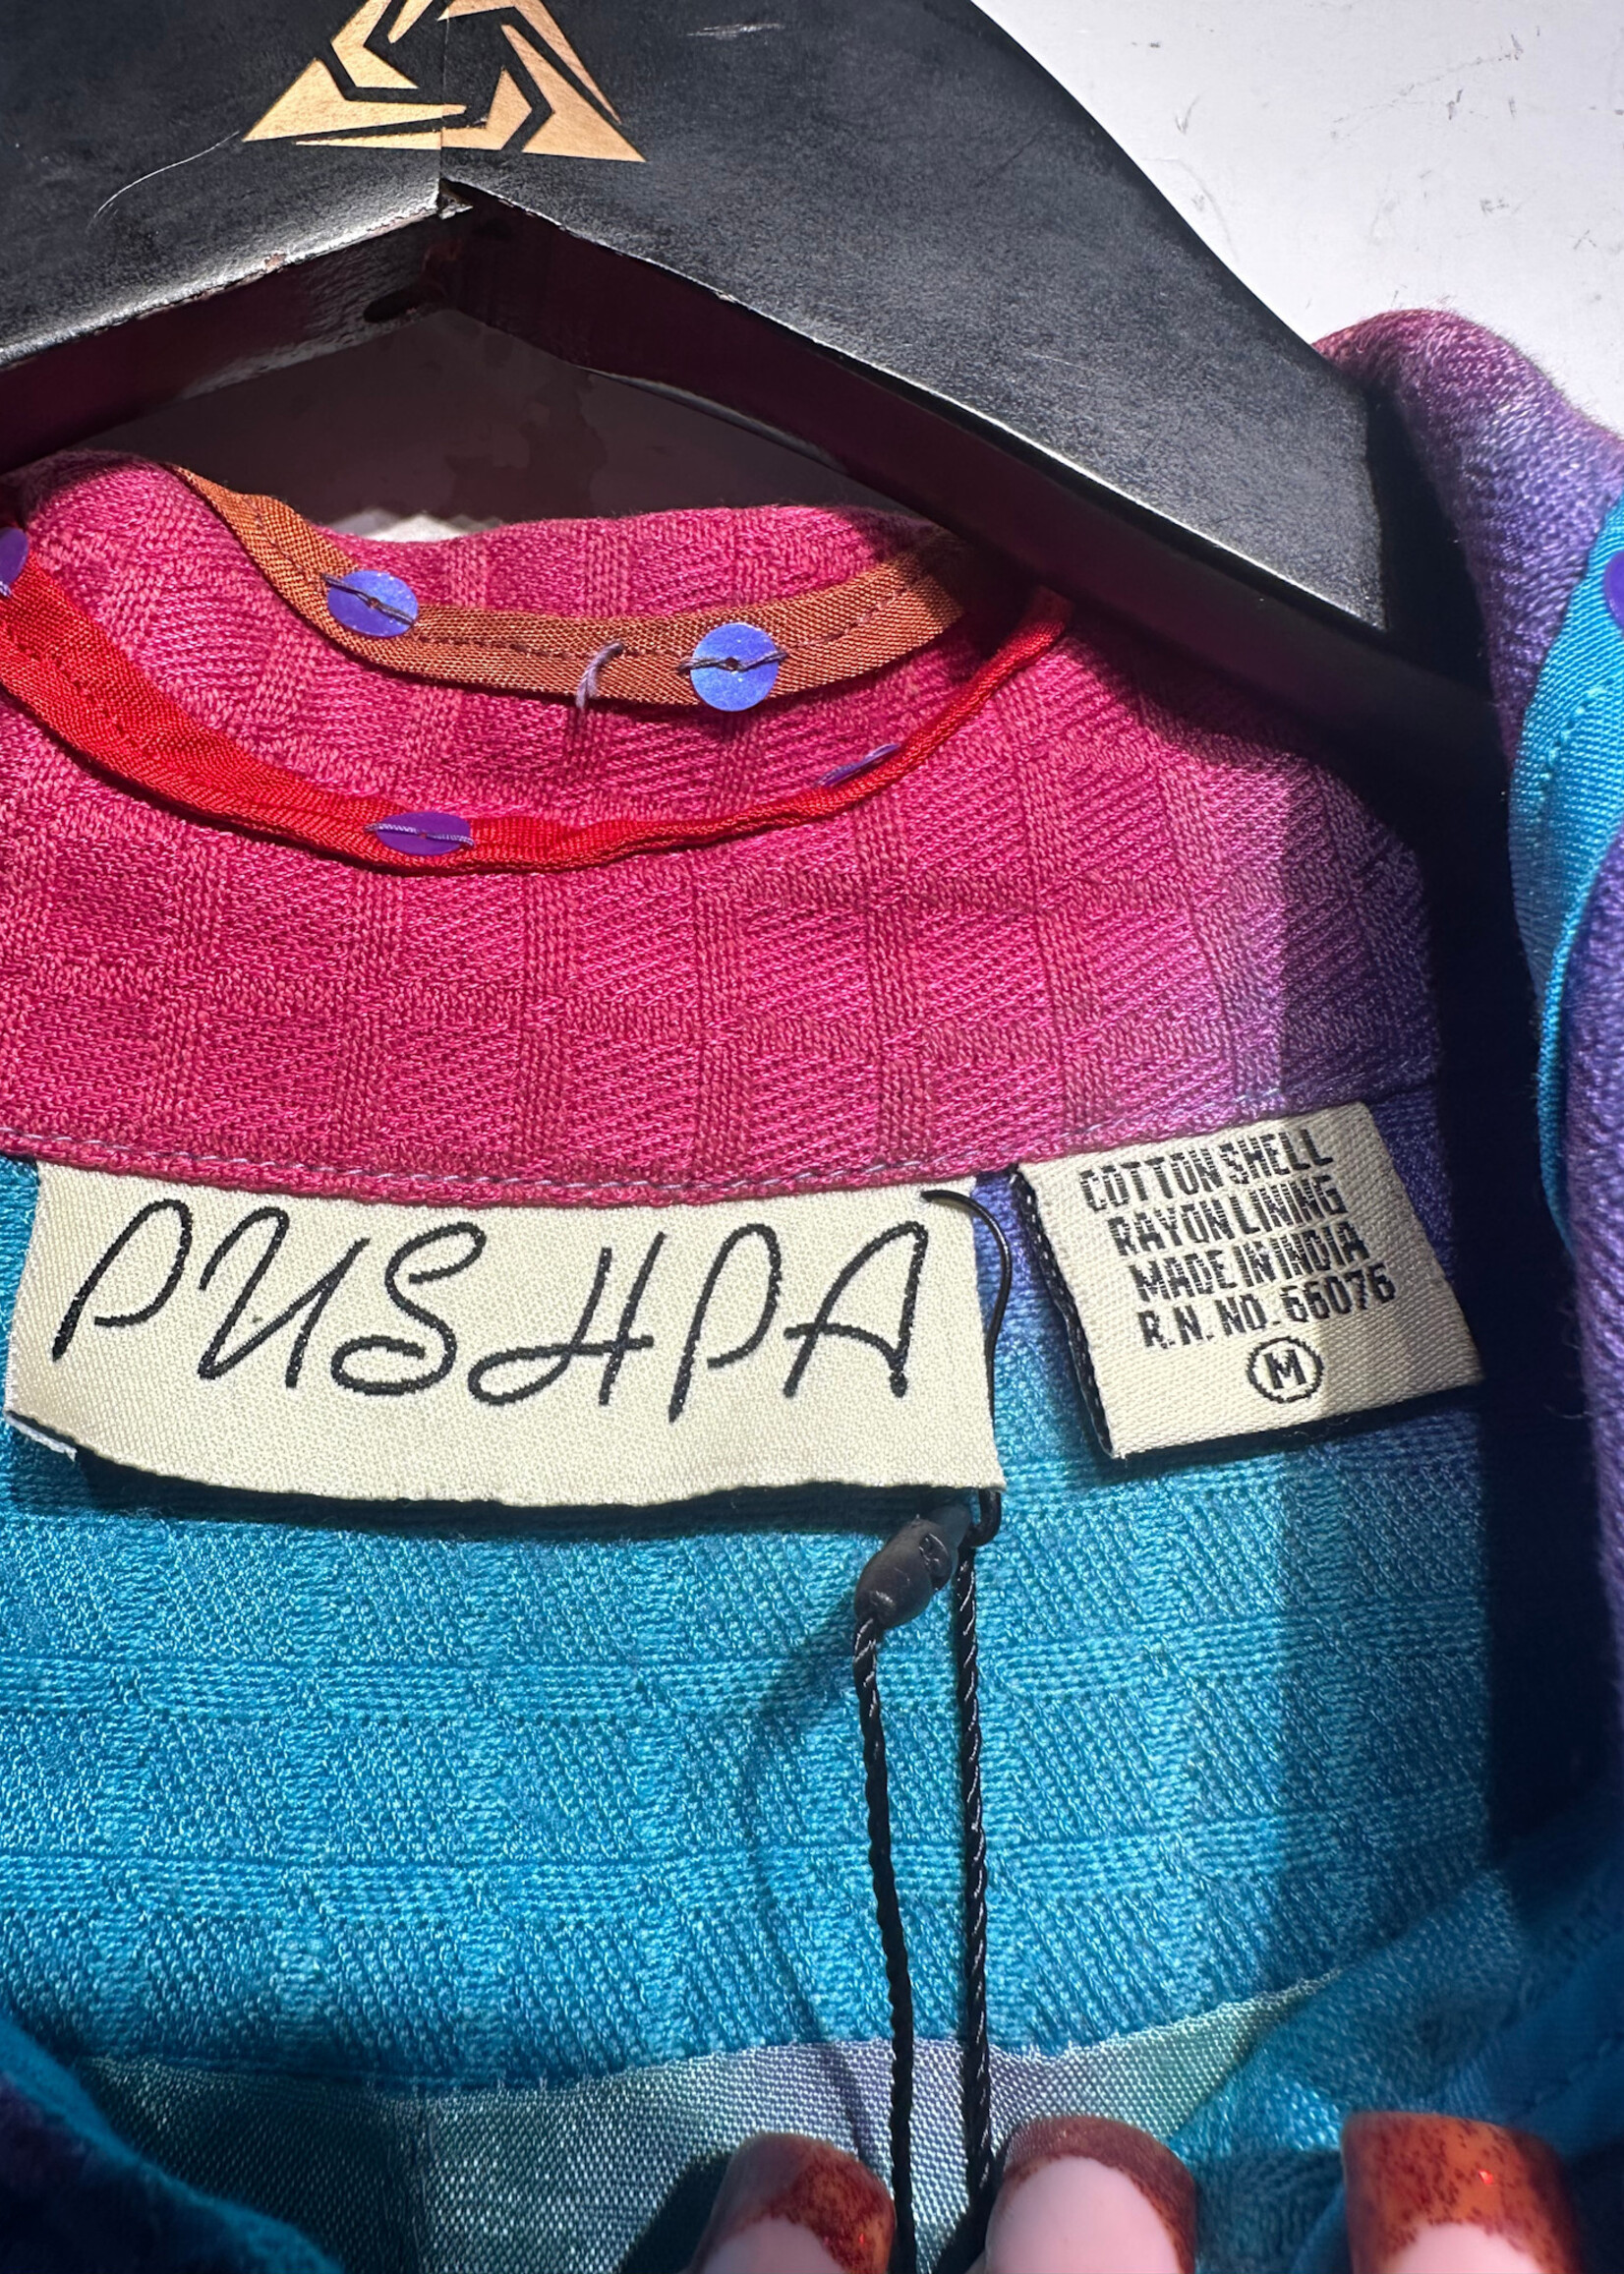 PUSHPA
COTTON SHELL
RAYON LINING
MADE IN INDIA
R.N. NO. 66076
M